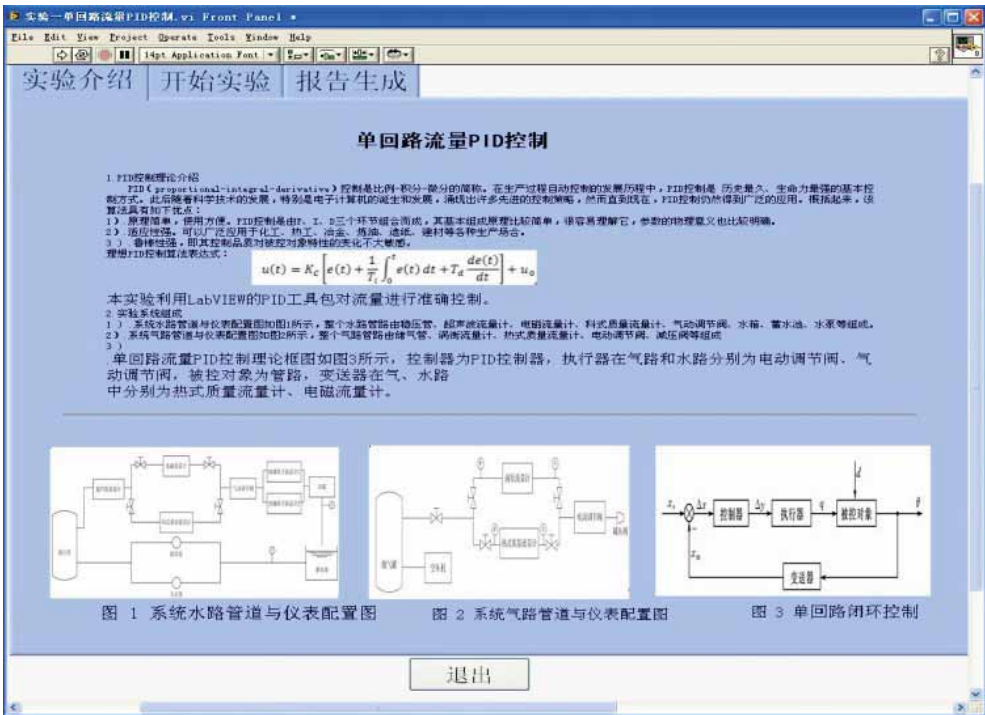 实验一单回路流量PID控制.vi Front Panel *
File Edit View Project Operate Tools Window Help
14pt Application Font
实验介绍 开始实验 报告生成
单回路流量PID控制
1.PID控制理论介绍
PID(proportional-integral-derivative)控制是比例-积分-微分的简称。在生产过程自动控制的发展历程中，PID控制是 历史最久、生命力最强的基本控
制方式。此后随着科学技术的发展，特别是电子计算机的诞生和发展，涌现出许多先进的控制策略，然而直到现在，PID控制仍然得到广泛的应用。概括起来，该
算法具有如下优点：
1）.原理简单，使用方便。PID控制是由P、I、D三个环节组合而成，其基本组成原理比较简单，很容易理解它，参数的物理意义也比较明确。
2）.适应性强。可以广泛应用于化工、热工、冶金、炼油、造纸、建材等各种生产场合。
3）.鲁棒性强，即其控制品质对被控对象特性的变化不大敏感。
理想PID控制算法表达式：
u(t) = K_c [e(t) + 1/T_i ∫_0^t e(t) dt + T_d de(t)/dt] + u_0
本实验利用LabVIEW的PID工具包对流量进行准确控制。
2.实验系统组成
1） 系统水路管道与仪表配置图如图1所示，整个水路管路由稳压管、超声波流量计、电磁流量计、科式质量流量计、气动调节阀、水箱、蓄水池、水泵等组成。
2） 系统气路管道与仪表配置图如图2所示，整个气路管路由储气管、涡街流量计、热式质量流量计、电动调节阀、减压阀等组成
3）
单回路流量PID控制理论框图如图3所示，控制器为PID控制器，执行器在气路和水路分别为电动调节阀、气
动调节阀，被控对象为管路，变送器在气、水路
中分别为热式质量流量计、电磁流量计。
d
Δx 控制器 Δy 执行器 q 被控对象 θ
变送器
图 1 系统水路管道与仪表配置图
图 2 系统气路管道与仪表配置图
图 3 单回路闭环控制
退出